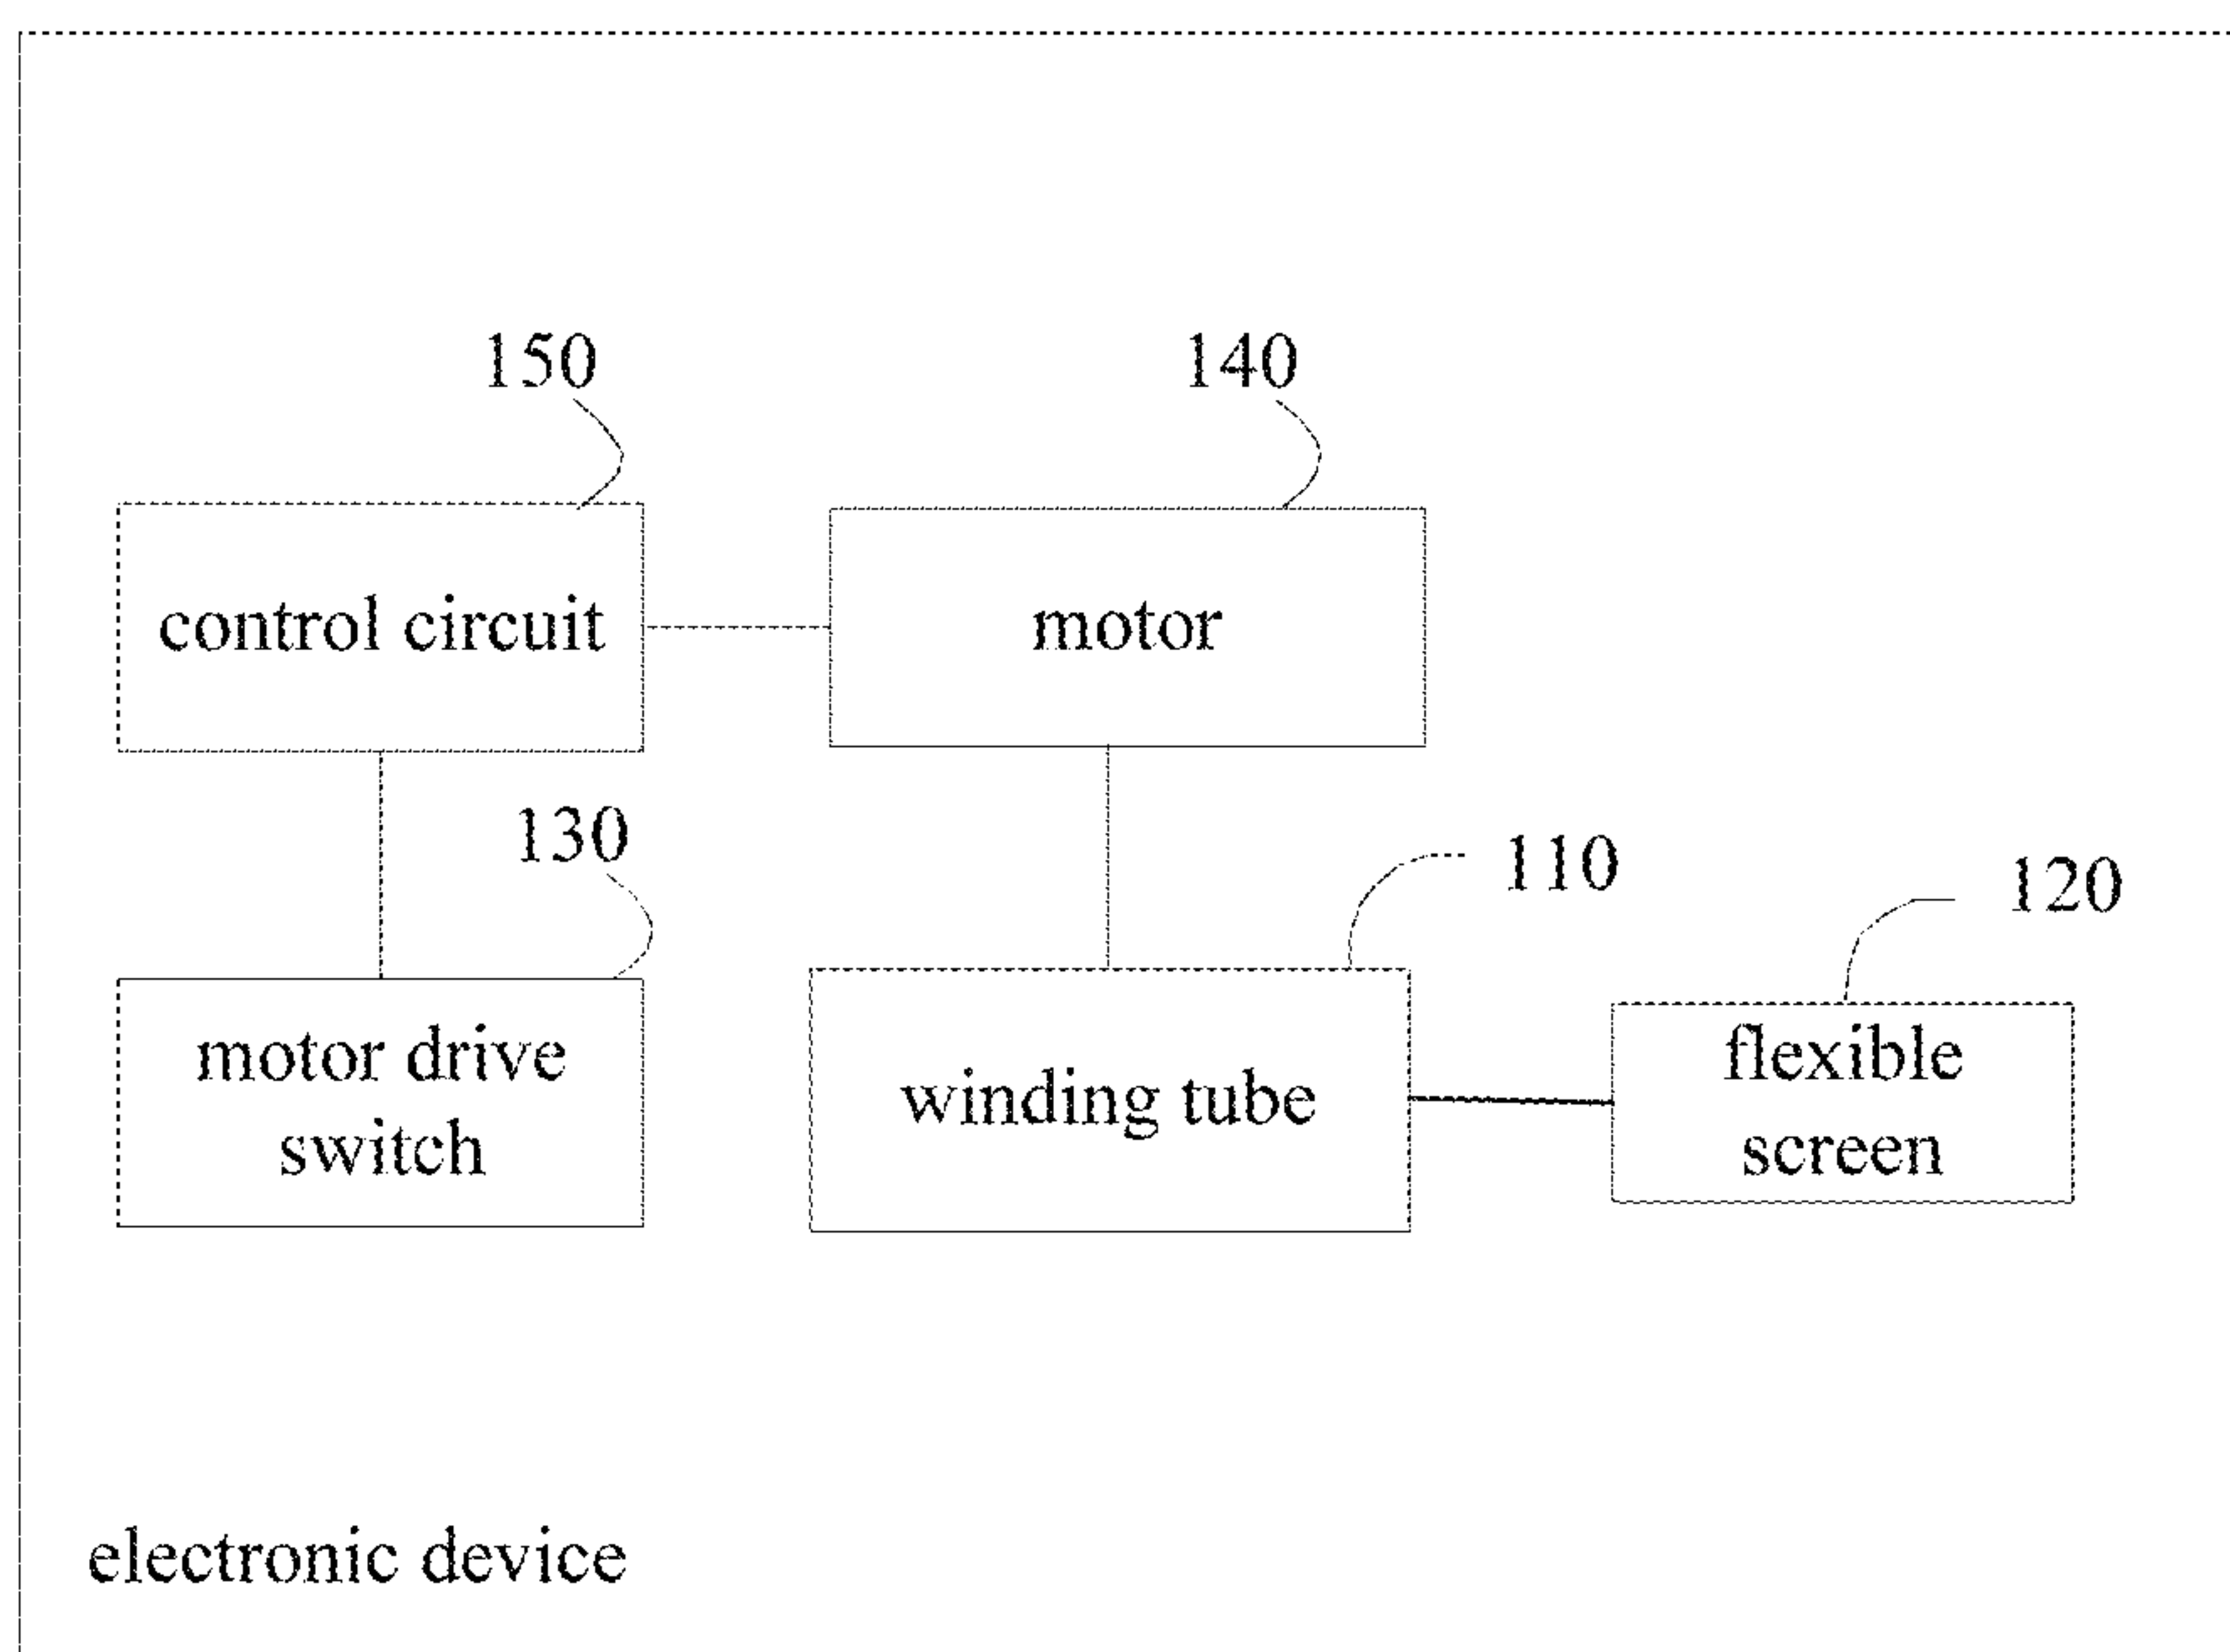 150
140
control circuit
motor
130
110
120
motor drive
switch
winding tube
flexible
screen
electronic device